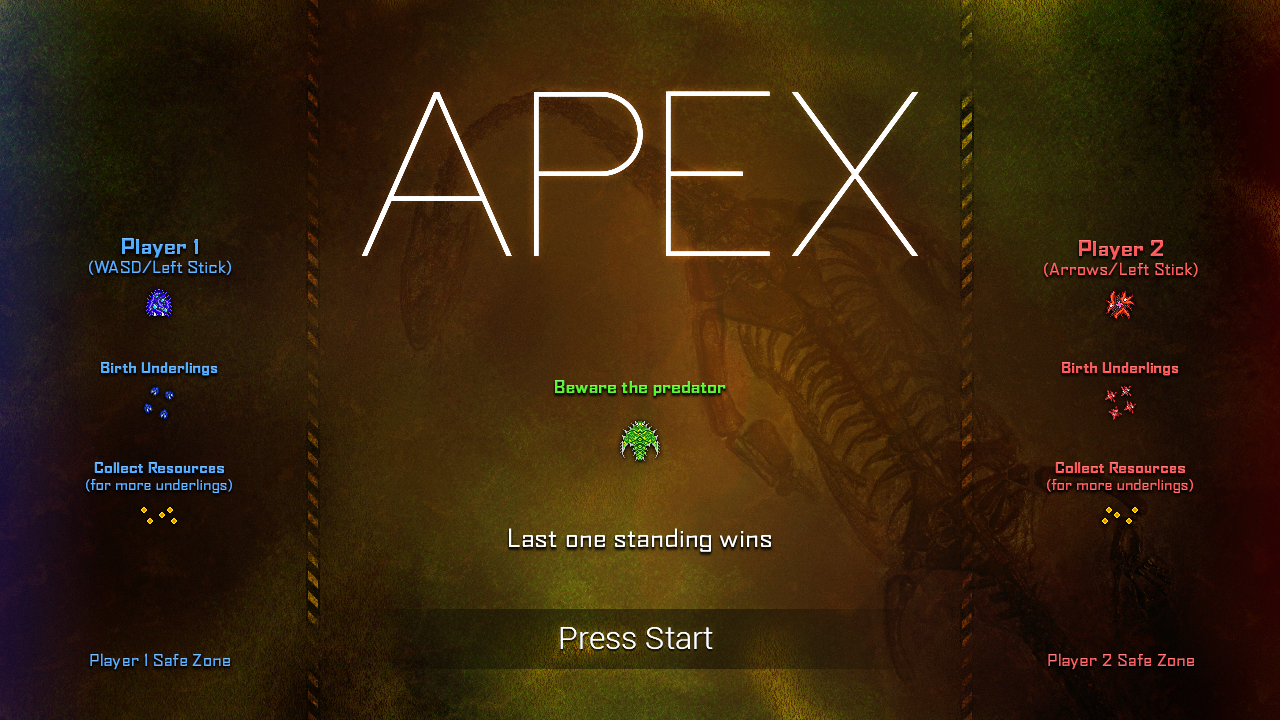 APEX
Player 1
(WASD/Left Stick)
Birth Underlings
Collect Resources
(for more underlings)
Player 1 Safe Zone
Beware the predator
Last one standing wins
Press Start
Player 2
(Arrows/Left Stick)
Birth Underlings
Collect Resources
(for more underlings)
Player 2 Safe Zone